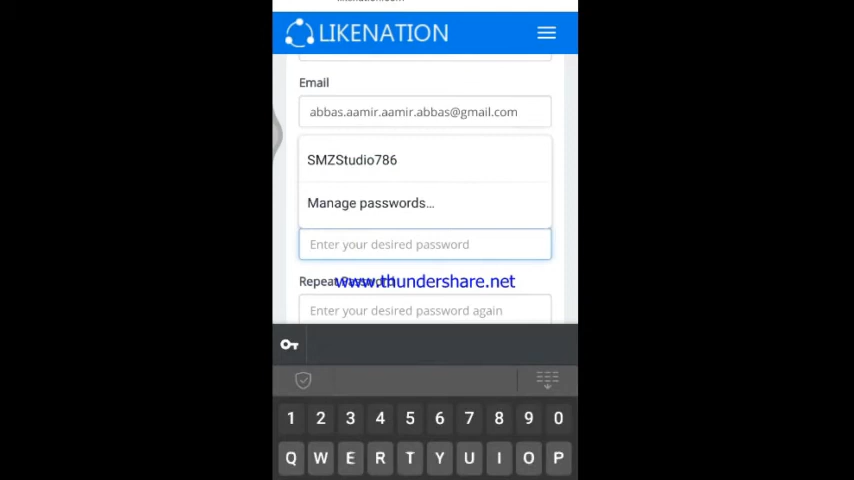 LIKENATION
Email
abbas.aamir.aamir.abbas@gmail.com
SMZStudio786
Manage passwords...
Enter your desired password
Repeat
www.thundershare.net
Enter your desired password again
1 2 3 4 5 6 7 8 9 0
Q W E R T Y U I O P